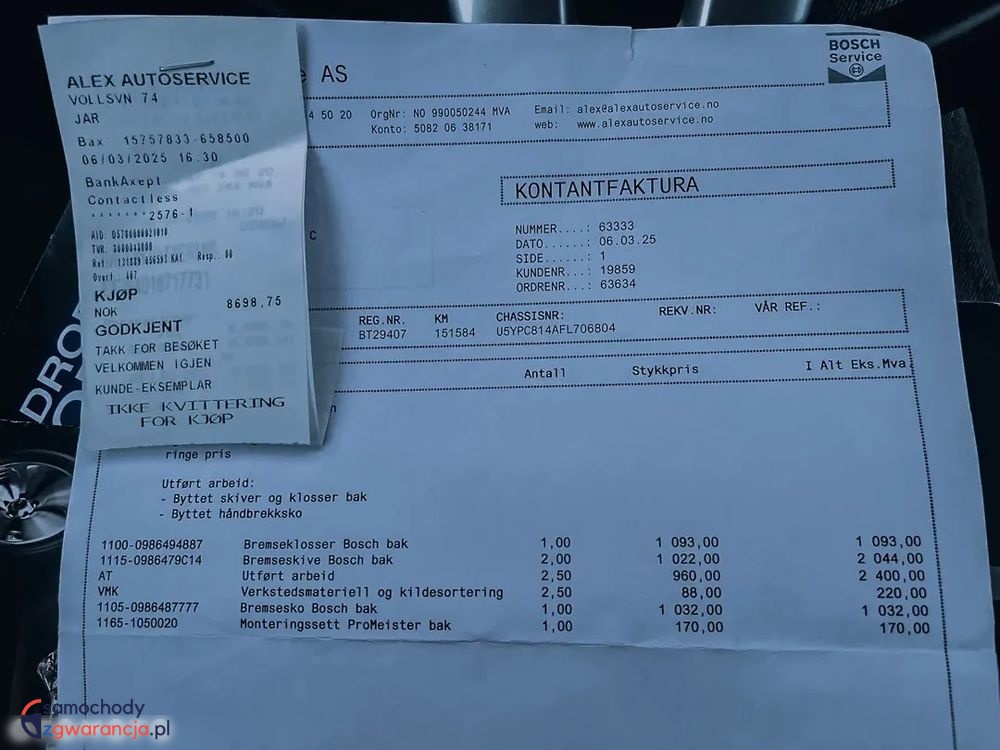 ALEX AUTOSERVICE
VOLLSVN 74
JAR
Bax: 15757833-658500
06/03/2025 16:30
BankAxept
Contactless
*******2576-1
AID: D5780000021010
TVR: 8000048000
Resp.: 00
KJØP
NOK 8698,75
GODKJENT
TAKK FOR BESØKET
VELKOMMEN IGJEN
KUNDE-EKSEMPLAR
IKKE KVITTERING
FOR KJØP
e AS
BOSCH
Service
4 50 20 OrgNr: NO 990050244 MVA Email: alex@alexautoservice.no
Konto: 5082 06 38171 web: www.alexautoservice.no
KONTANTFAKTURA
NUMMER....: 63333
DATO......: 06.03.25
SIDE......: 1
KUNDENR...: 19859
ORDRENR...: 63634
REG.NR. KM CHASSISNR: REKV.NR: VÅR REF.:
BT29407 151584 U5YPC814AFL706804
Antall Stykkpris I Alt Eks.Mva.
ringe pris
Utført arbeid:
- Byttet skiver og klosser bak
- Byttet håndbrekksko
1100-0986494887 Bremseklosser Bosch bak 1,00 1 093,00 1 093,00
1115-0986479C14 Bremseskive Bosch bak 2,00 1 022,00 2 044,00
AT Utført arbeid 2,50 960,00 2 400,00
VMK Verkstedsmateriell og kildesortering 2,50 88,00 220,00
1105-0986487777 Bremsesko Bosch bak 1,00 1 032,00 1 032,00
1165-1050020 Monteringssett ProMeister bak 1,00 170,00 170,00
samochody
zgwarancja.pl